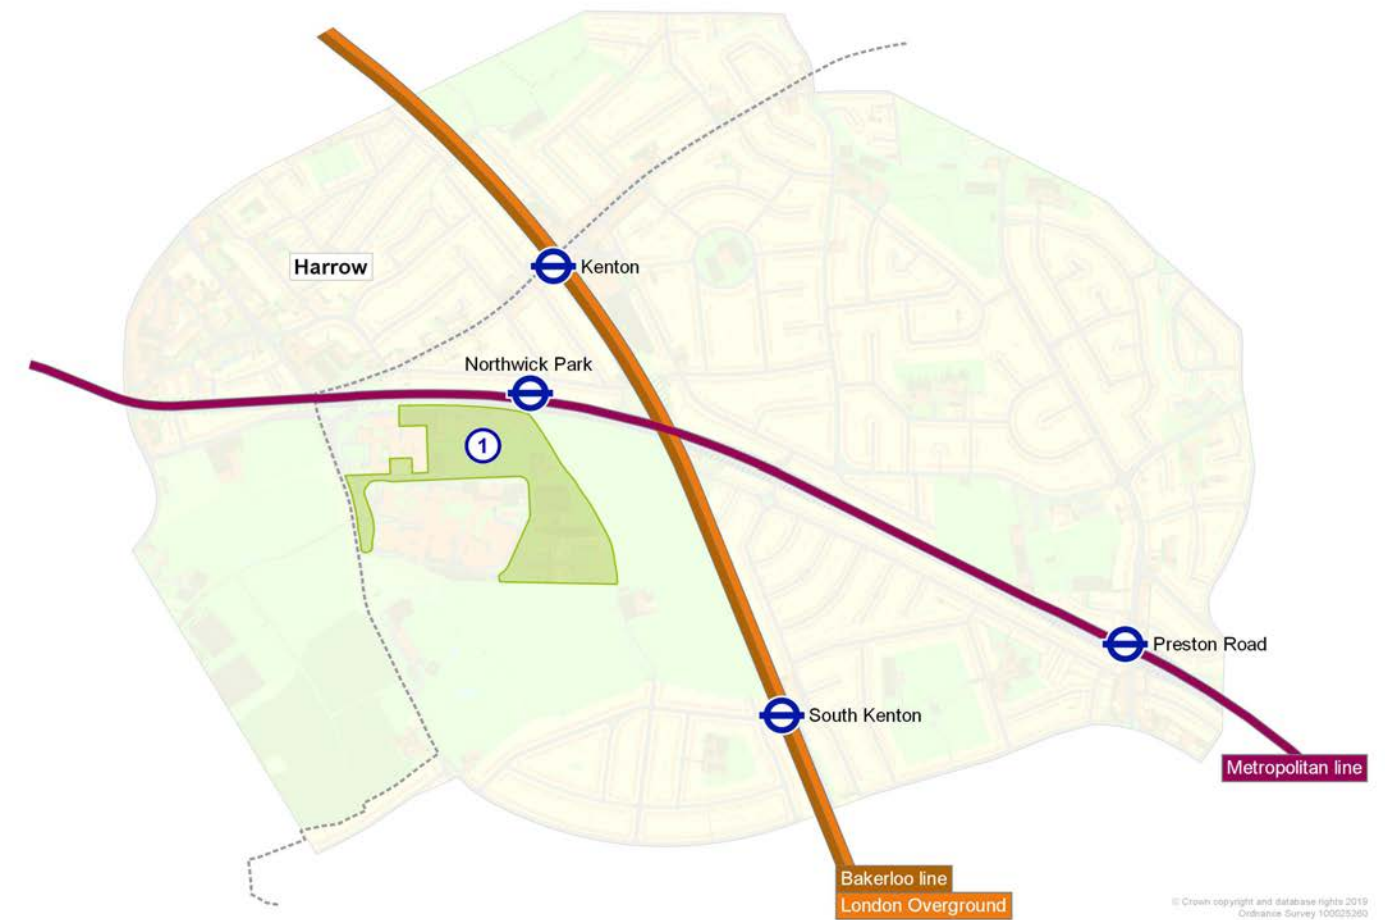 Harrow
Kenton
Northwick Park
1
Preston Road
South Kenton
Metropolitan line
Bakerloo line
London Overground
© Crown copyright and database rights 2019
Ordnance Survey 100025260